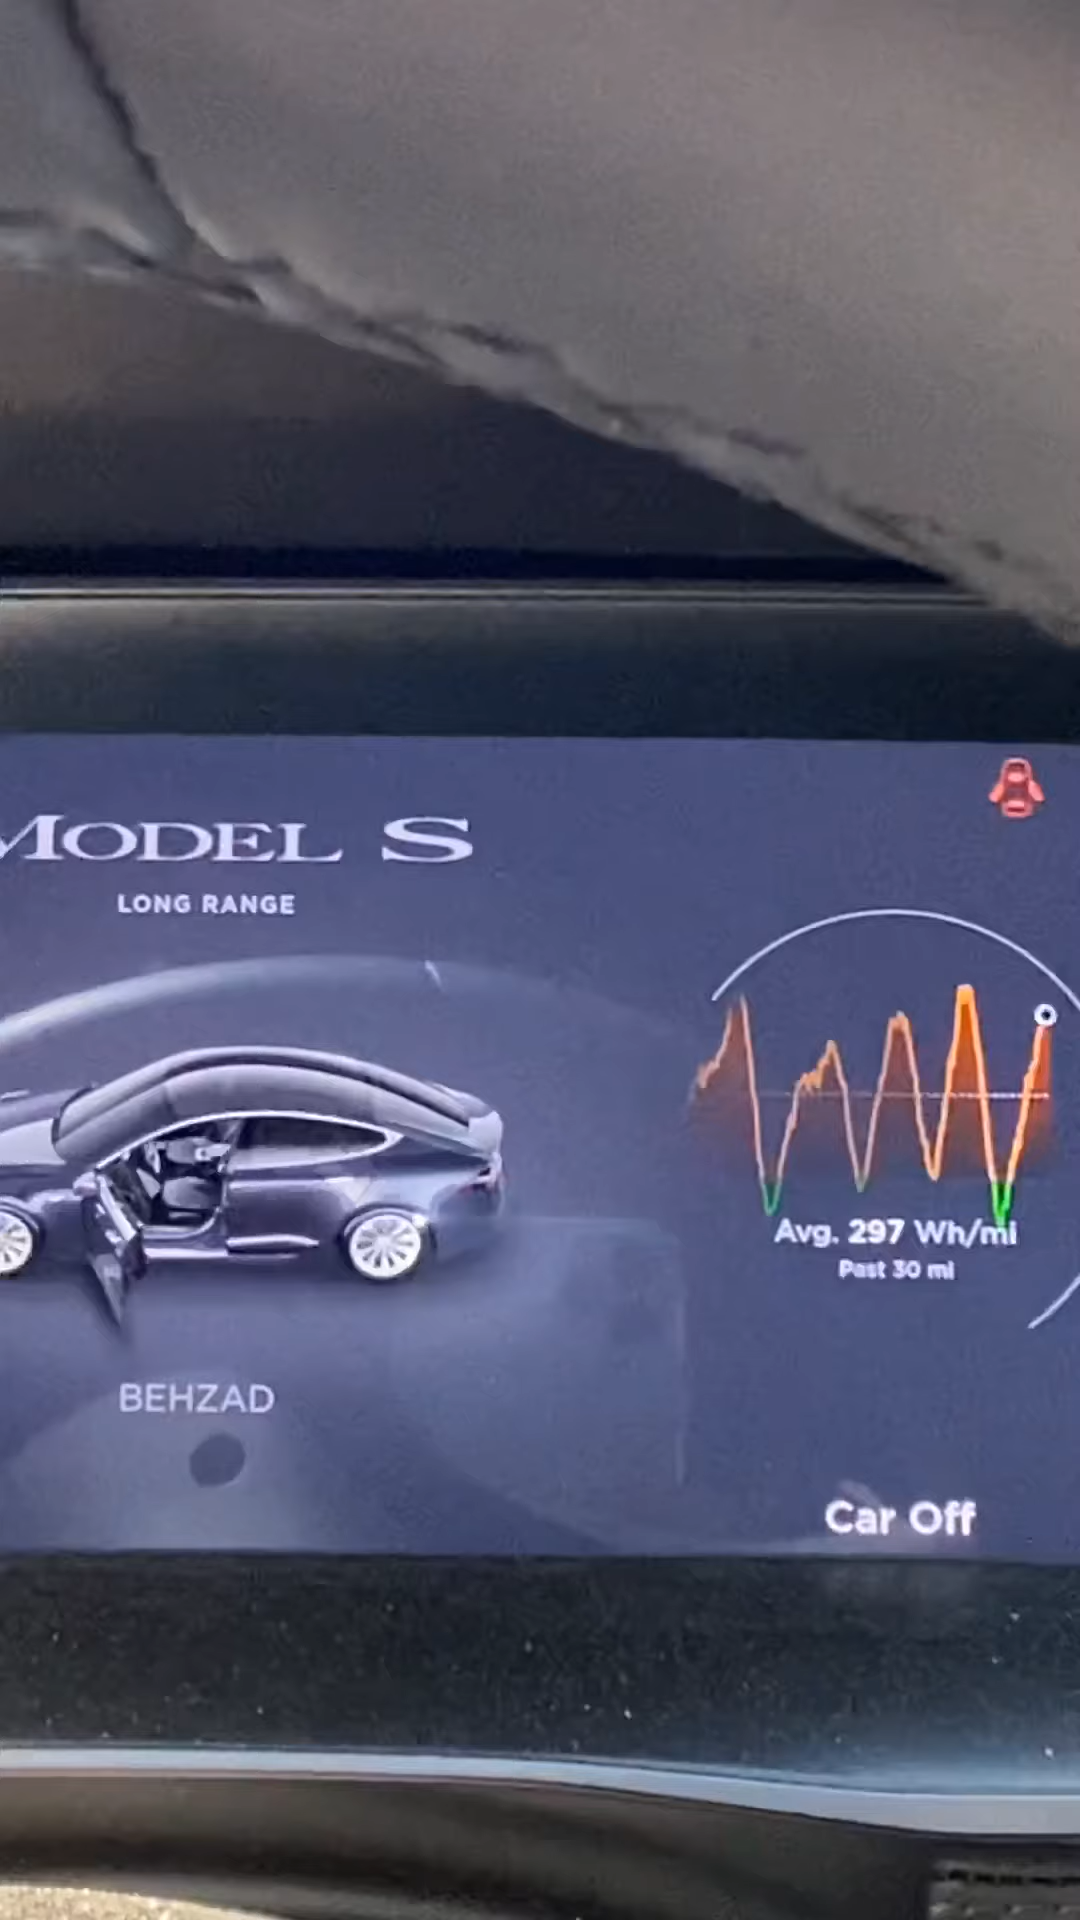 MODEL S
LONG RANGE
Avg. 297 Wh/mi
Past 30 mi
BEHZAD
Car Off